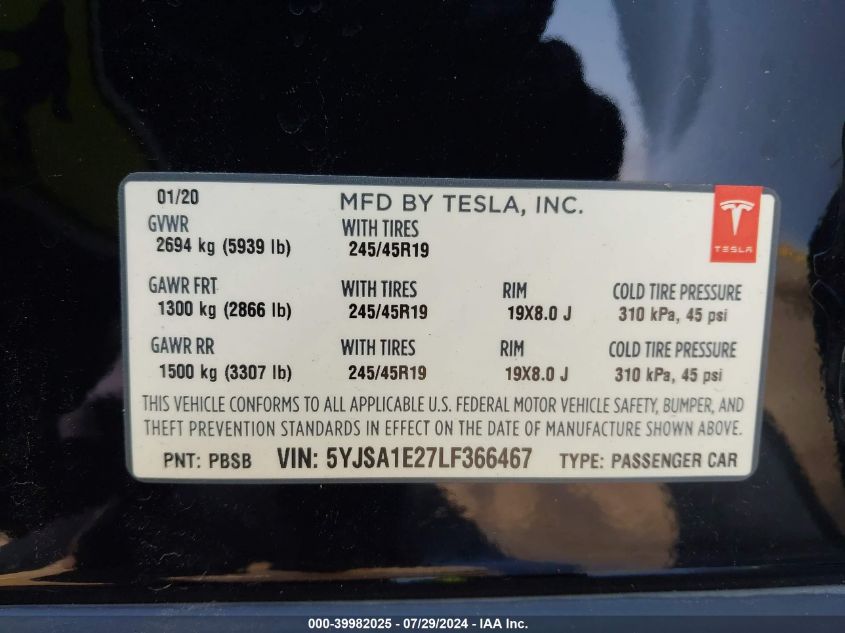 01/20 MFD BY TESLA, INC.
GVWR WITH TIRES TESLA
2694 kg (5939 lb) 245/45R19
GAWR FRT WITH TIRES RIM COLD TIRE PRESSURE
1300 kg (2866 lb) 245/45R19 19X8.0 J 310 kPa, 45 psi
GAWR RR WITH TIRES RIM COLD TIRE PRESSURE
1500 kg (3307 lb) 245/45R19 19X8.0 J 310 kPa, 45 psi
THIS VEHICLE CONFORMS TO ALL APPLICABLE U.S. FEDERAL MOTOR VEHICLE SAFETY, BUMPER, AND
THEFT PREVENTION STANDARDS IN EFFECT ON THE DATE OF MANUFACTURE SHOWN ABOVE.
PNT: PBSB VIN: 5YJSA1E27LF366467 TYPE: PASSENGER CAR
000-39982025 - 07/29/2024 - IAA Inc.